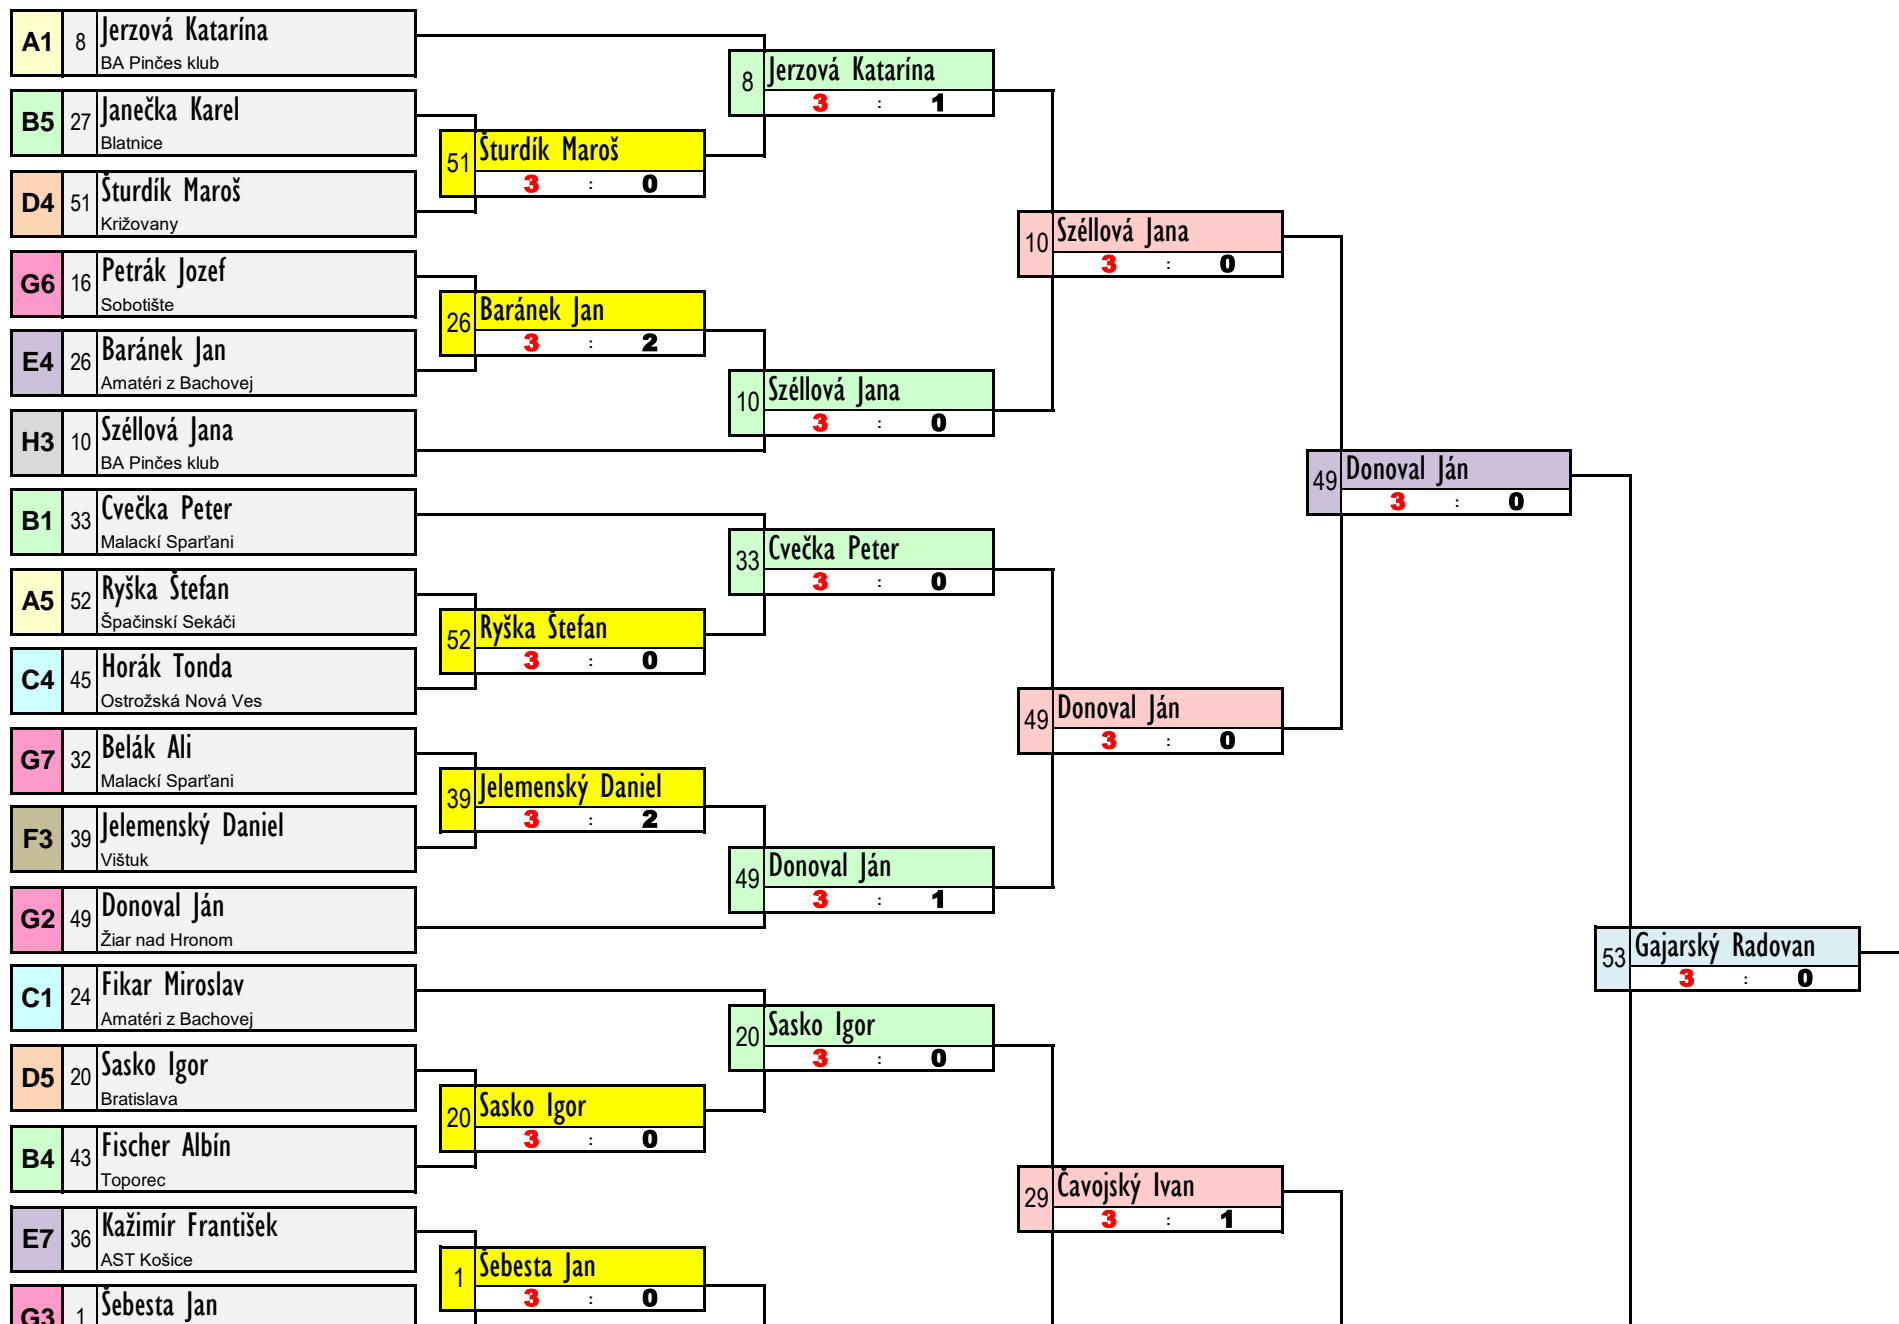 A1 8 Jerzová Katarína
BA Pinčes klub
8 Jerzová Katarína
3 : 1
B5 27 Janečka Karel
Blatnice
51 Šturdík Maroš
3 : 0
D4 51 Šturdík Maroš
Križovany
10 Széllová Jana
3 : 0
G6 16 Petrák Jozef
Sobotište
26 Baránek Jan
3 : 2
E4 26 Baránek Jan
Amatéri z Bachovej
10 Széllová Jana
3 : 0
H3 10 Széllová Jana
BA Pinčes klub
49 Donoval Ján
3 : 0
B1 33 Cvečka Peter
Malackí Sparťani
33 Cvečka Peter
3 : 0
A5 52 Ryška Štefan
Špačinskí Sekáči
52 Ryška Štefan
3 : 0
C4 45 Horák Tonda
Ostrožská Nová Ves
49 Donoval Ján
3 : 0
G7 32 Belák Ali
Malackí Sparťani
39 Jelemenský Daniel
3 : 2
F3 39 Jelemenský Daniel
Vištuk
49 Donoval Ján
3 : 1
G2 49 Donoval Ján
Žiar nad Hronom
53 Gajarský Radovan
3 : 0
C1 24 Fikar Miroslav
Amatéri z Bachovej
20 Sasko Igor
3 : 0
D5 20 Sasko Igor
Bratislava
20 Sasko Igor
3 : 0
B4 43 Fischer Albín
Toporec
29 Čavojský Ivan
3 : 1
E7 36 Kažimír František
AST Košice
1 Šebesta Jan
3 : 0
G3 1 Šebesta Jan